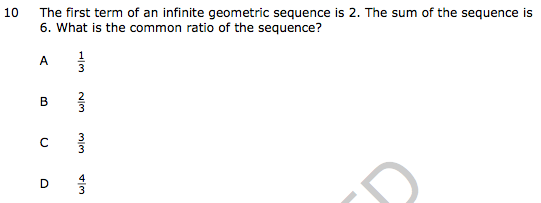 10 The first term of an infinite geometric sequence is 2. The sum of the sequence is
6. What is the common ratio of the sequence?
A 1/3
B 2/3
C 3/3
D 4/3
ED